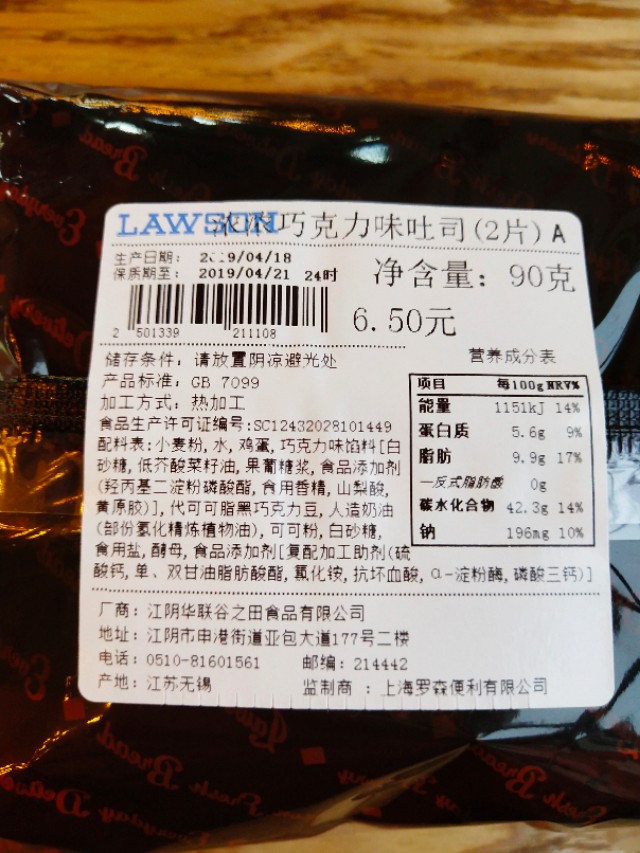 LAWSON 浓浓巧克力味吐司(2片) A
生产日期: 2019/04/18
保质期至: 2019/04/21 24时
净含量: 90克
2 501339 211108
6.50元
储存条件: 请放置阴凉避光处
产品标准: GB 7099
加工方式: 热加工
食品生产许可证编号:SC12432028101449
配料表:小麦粉, 水, 鸡蛋, 巧克力味馅料[白
砂糖, 低芥酸菜籽油, 果葡糖浆, 食品添加剂
(羟丙基二淀粉磷酸酯, 食用香精, 山梨酸,
黄原胶)], 代可可脂黑巧克力豆, 人造奶油
(部份氢化精炼植物油), 可可粉, 白砂糖,
食用盐, 酵母, 食品添加剂[复配加工助剂(硫
酸钙, 单、双甘油脂肪酸酯, 氯化铵, 抗坏血酸, α-淀粉酶, 磷酸三钙)]
营养成分表
项目 每100g NRV%
能量 1151kJ 14%
蛋白质 5.6g 9%
脂肪 9.9g 17%
—反式脂肪酸 0g
碳水化合物 42.3g 14%
钠 196mg 10%
厂商: 江阴华联谷之田食品有限公司
地址: 江阴市申港街道亚包大道177号二楼
电话: 0510-81601561 邮编: 214442
产地: 江苏无锡 监制商: 上海罗森便利有限公司